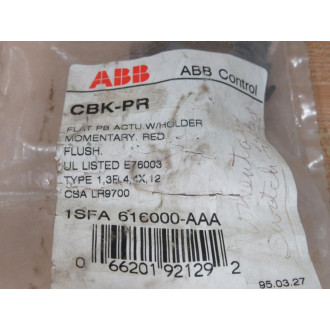 ABB
ABB Control
CBK-PR
FLAT PB ACTU.W/HOLDER
MOMENTARY, RED
FLUSH.
UL LISTED E76003
TYPE 1,3R,4,4X,12
CSA LR9700
1SFA 616000-AAA
0 66201 92129 2
95.03.27
Switch